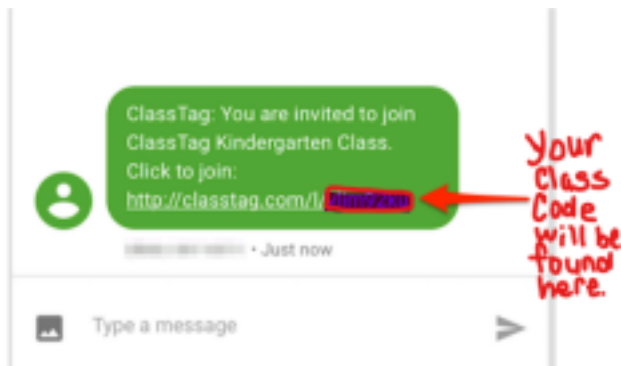 ClassTag: You are invited to join
ClassTag Kindergarten Class.
Click to join:
http://classtag.com/l/
• Just now
Type a message
Your
Class
Code
Will be
found
here.